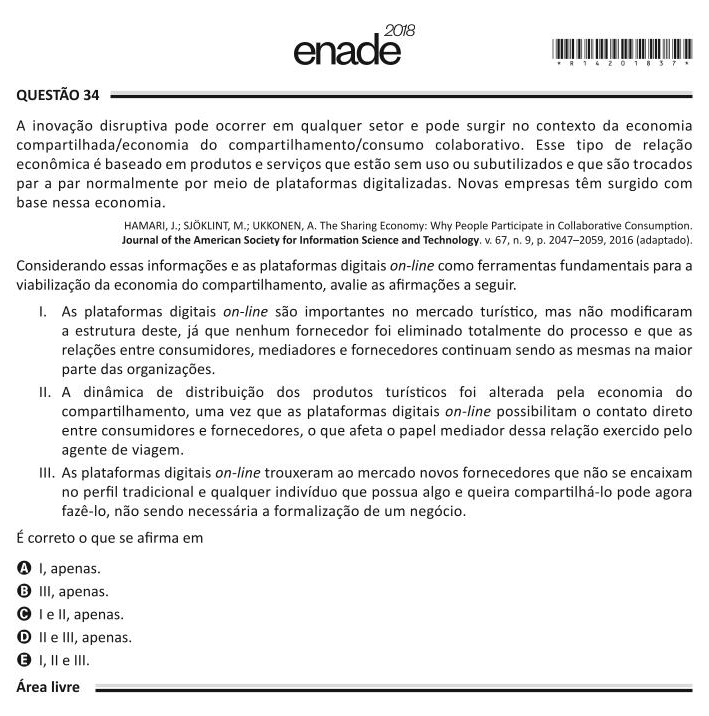 enade 2018
*R14201837*
QUESTÃO 34
A inovação disruptiva pode ocorrer em qualquer setor e pode surgir no contexto da economia
compartilhada/economia do compartilhamento/consumo colaborativo. Esse tipo de relação
econômica é baseado em produtos e serviços que estão sem uso ou subutilizados e que são trocados
par a par normalmente por meio de plataformas digitalizadas. Novas empresas têm surgido com
base nessa economia.
HAMARI, J.; SJÖKLINT, M.; UKKONEN, A. The Sharing Economy: Why People Participate in Collaborative Consumption.
Journal of the American Society for Information Science and Technology. v. 67, n. 9, p. 2047–2059, 2016 (adaptado).
Considerando essas informações e as plataformas digitais on-line como ferramentas fundamentais para a
viabilização da economia do compartilhamento, avalie as afirmações a seguir.
I. As plataformas digitais on-line são importantes no mercado turístico, mas não modificaram
a estrutura deste, já que nenhum fornecedor foi eliminado totalmente do processo e que as
relações entre consumidores, mediadores e fornecedores continuam sendo as mesmas na maior
parte das organizações.
II. A dinâmica de distribuição dos produtos turísticos foi alterada pela economia do
compartilhamento, uma vez que as plataformas digitais on-line possibilitam o contato direto
entre consumidores e fornecedores, o que afeta o papel mediador dessa relação exercido pelo
agente de viagem.
III. As plataformas digitais on-line trouxeram ao mercado novos fornecedores que não se encaixam
no perfil tradicional e qualquer indivíduo que possua algo e queira compartilhá-lo pode agora
fazê-lo, não sendo necessária a formalização de um negócio.
É correto o que se afirma em
A I, apenas.
B III, apenas.
C I e II, apenas.
D II e III, apenas.
E I, II e III.
Área livre